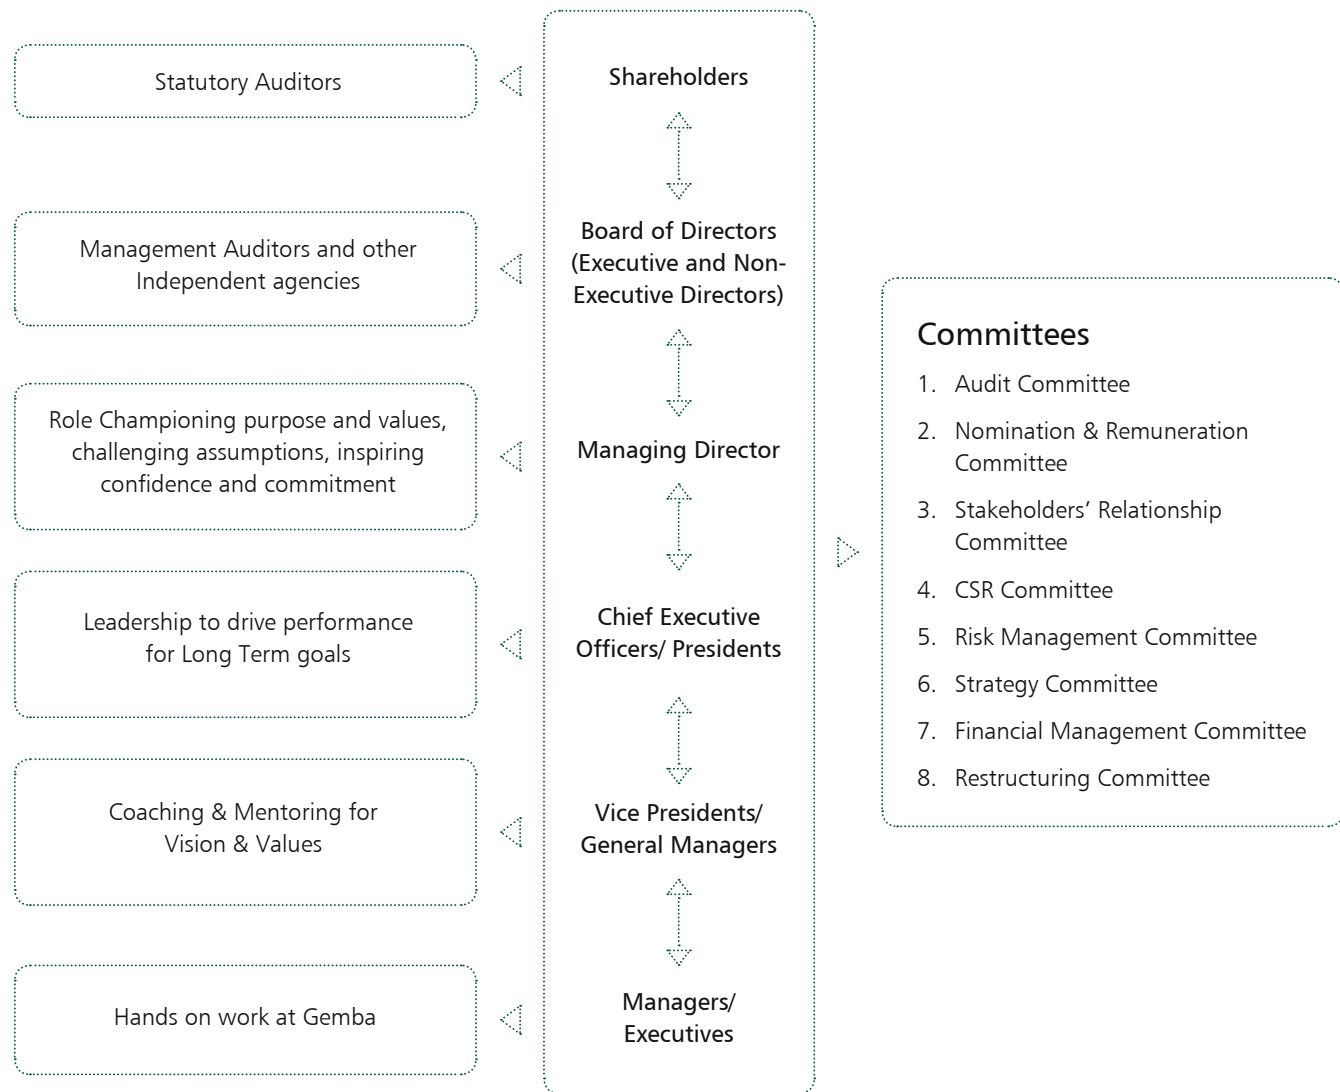 Statutory Auditors
Shareholders
Management Auditors and other
Independent agencies
Board of Directors
(Executive and Non-
Executive Directors)
Role Championing purpose and values,
challenging assumptions, inspiring
confidence and commitment
Managing Director
Leadership to drive performance
for Long Term goals
Chief Executive
Officers/ Presidents
Coaching & Mentoring for
Vision & Values
Vice Presidents/
General Managers
Hands on work at Gemba
Managers/
Executives
Committees
1. Audit Committee
2. Nomination & Remuneration
Committee
3. Stakeholders’ Relationship
Committee
4. CSR Committee
5. Risk Management Committee
6. Strategy Committee
7. Financial Management Committee
8. Restructuring Committee